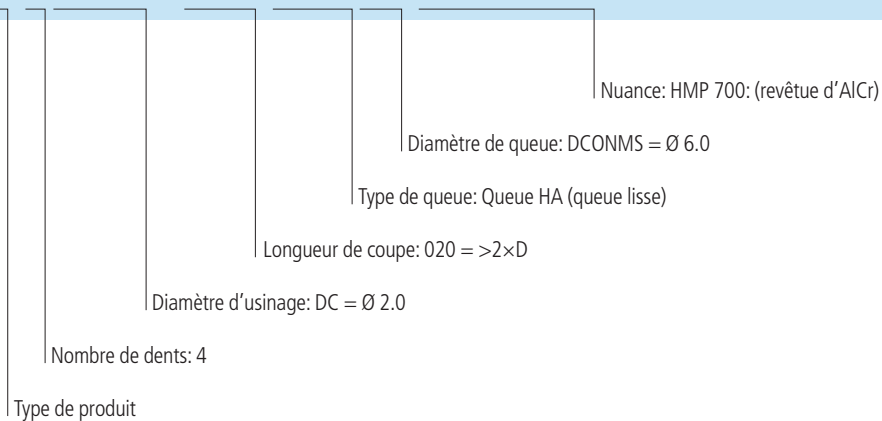 Nuance: HMP 700: (revêtue d'AlCr)
Diamètre de queue: DCONMS = Ø 6.0
Type de queue: Queue HA (queue lisse)
Longueur de coupe: 020 = >2×D
Diamètre d'usinage: DC = Ø 2.0
Nombre de dents: 4
Type de produit